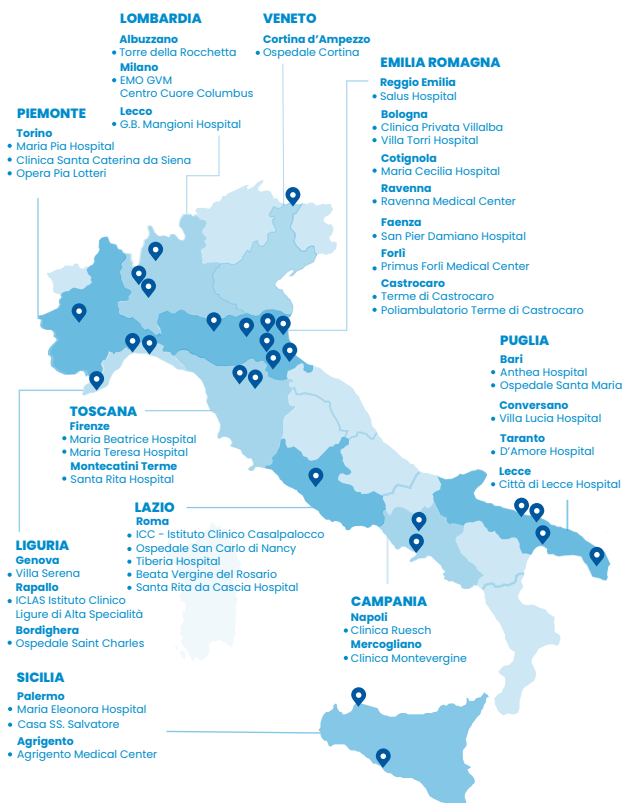 LOMBARDIA
Albuzzano
• Torre della Rocchetta
Milano
• EMO GVM
Centro Cuore Columbus
Lecco
• G.B. Mangioni Hospital
VENETO
Cortina d’Ampezzo
• Ospedale Cortina
EMILIA ROMAGNA
Reggio Emilia
• Salus Hospital
Bologna
• Clinica Privata Villalba
• Villa Torri Hospital
Cotignola
• Maria Cecilia Hospital
Ravenna
• Ravenna Medical Center
Faenza
• San Pier Damiano Hospital
Forlì
• Primus Forlì Medical Center
Castrocaro
• Terme di Castrocaro
• Poliambulatorio Terme di Castrocaro
PIEMONTE
Torino
• Maria Pia Hospital
• Clinica Santa Caterina da Siena
• Opera Pia Lotteri
PUGLIA
Bari
• Anthea Hospital
• Ospedale Santa Maria
Conversano
• Villa Lucia Hospital
Taranto
• D’Amore Hospital
Lecce
• Città di Lecce Hospital
TOSCANA
Firenze
• Maria Beatrice Hospital
• Maria Teresa Hospital
Montecatini Terme
• Santa Rita Hospital
LAZIO
Roma
• ICC - Istituto Clinico Casalpalocco
• Ospedale San Carlo di Nancy
• Tiberia Hospital
• Beata Vergine del Rosario
• Santa Rita da Cascia Hospital
LIGURIA
Genova
• Villa Serena
Rapallo
• ICLAS Istituto Clinico
Ligure di Alta Specialità
Bordighera
• Ospedale Saint Charles
CAMPANIA
Napoli
• Clinica Ruesch
Mercogliano
• Clinica Montevergine
SICILIA
Palermo
• Maria Eleonora Hospital
• Casa SS. Salvatore
Agrigento
• Agrigento Medical Center